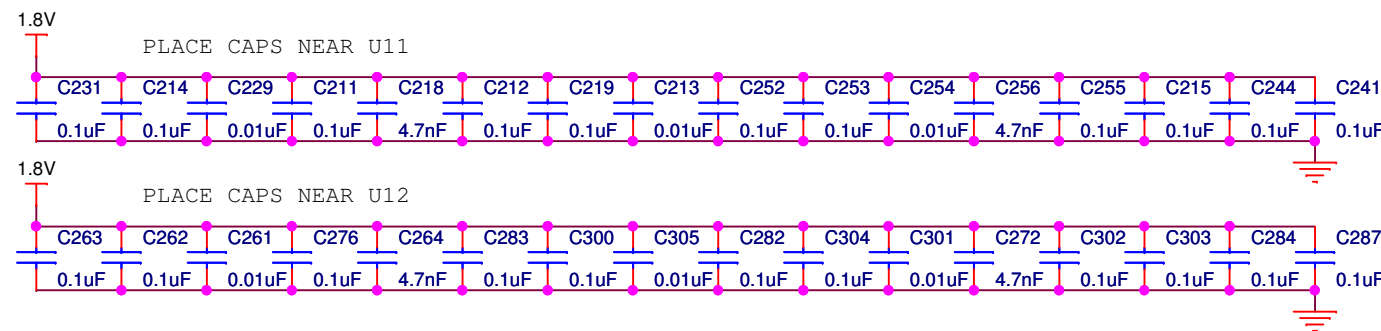 1.8V
PLACE CAPS NEAR U11
C231 C214 C229 C211 C218 C212 C219 C213 C252 C253 C254 C256 C255 C215 C244 C241
0.1uF 0.1uF 0.01uF 0.1uF 4.7nF 0.1uF 0.1uF 0.01uF 0.1uF 0.1uF 0.01uF 4.7nF 0.1uF 0.1uF 0.1uF 0.1uF
1.8V
PLACE CAPS NEAR U12
C263 C262 C261 C276 C264 C283 C300 C305 C282 C304 C301 C272 C302 C303 C284 C287
0.1uF 0.1uF 0.01uF 0.1uF 4.7nF 0.1uF 0.1uF 0.01uF 0.1uF 0.1uF 0.01uF 4.7nF 0.1uF 0.1uF 0.1uF 0.1uF